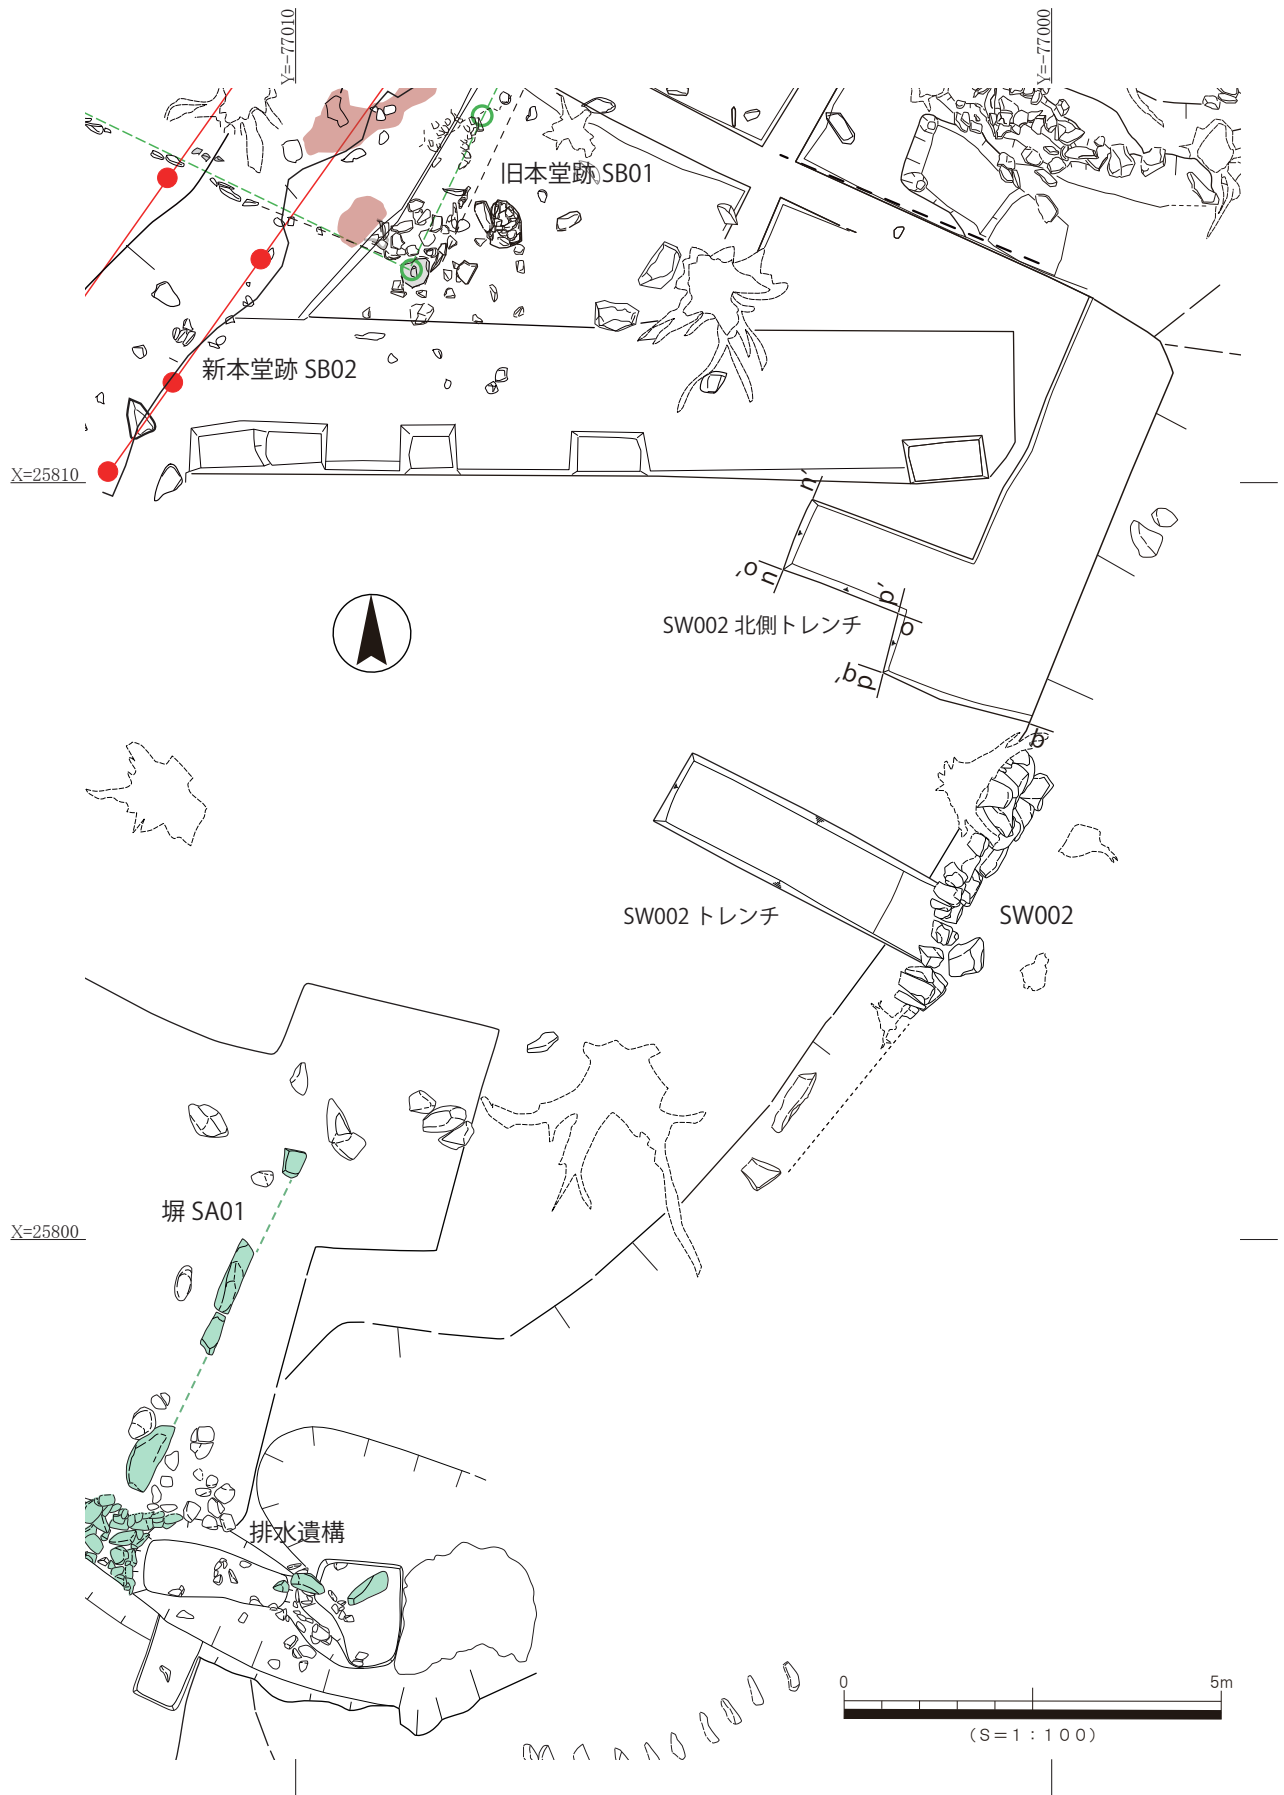 Y=-77010
Y=-77000
旧本堂跡 SB01
新本堂跡 SB02
X=25810
n'
n
o'
p'
o
SW002 北側トレンチ
q'
p
q
SW002 トレンチ
SW002
塀 SA01
X=25800
排水遺構
0
5m
(S=1:100)